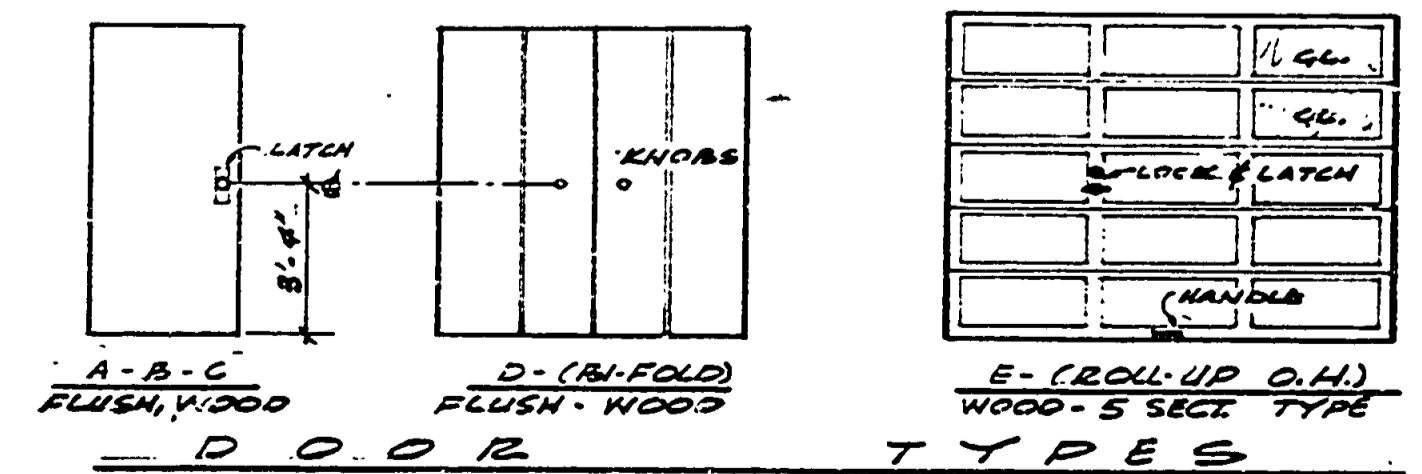 GL.
GL.
LATCH
KNOBS
LOCK & LATCH
3'-4"
HANDLE
A-B-C
FLUSH, WOOD
D-(BI-FOLD)
FLUSH-WOOD
E-(ROLL-UP O.H.)
WOOD-5 SECT. TYPE
DOOR TYPES